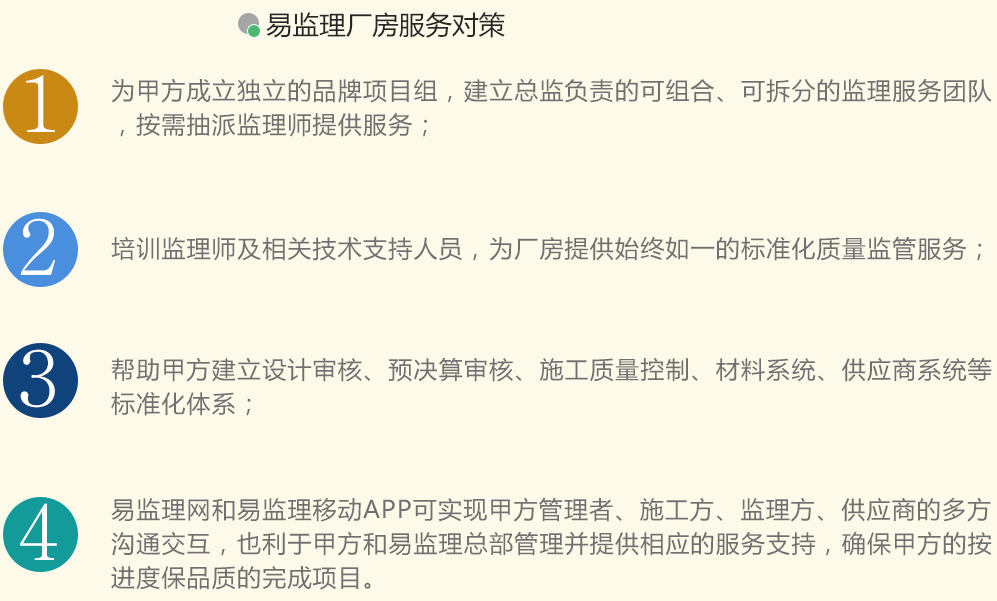 易监理厂房服务对策
1
为甲方成立独立的品牌项目组，建立总监负责的可组合、可拆分的监理服务团队
，按需抽派监理师提供服务；
2
培训监理师及相关技术支持人员，为厂房提供始终如一的标准化质量监管服务；
3
帮助甲方建立设计审核、预决算审核、施工质量控制、材料系统、供应商系统等
标准化体系；
4
易监理网和易监理移动APP可实现甲方管理者、施工方、监理方、供应商的多方
沟通交互，也利于甲方和易监理总部管理并提供相应的服务支持，确保甲方的按
进度保品质的完成项目。